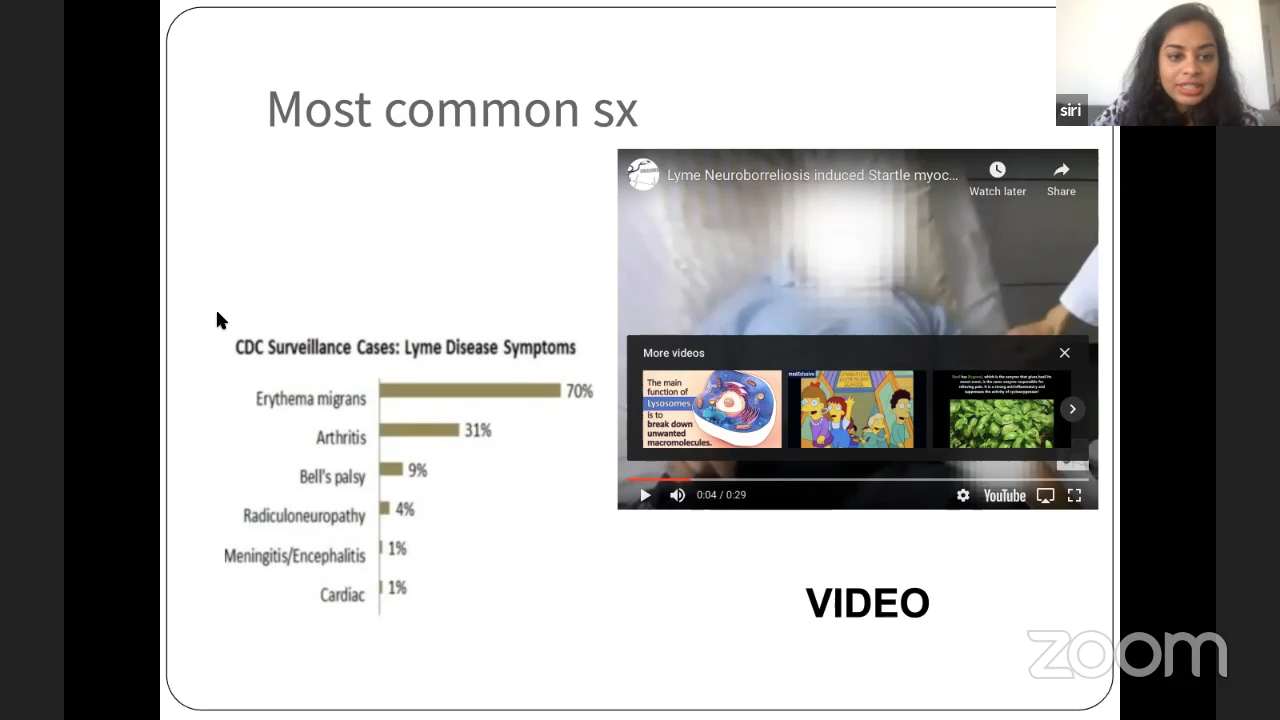 Most common sx
siri
Lyme Neuroborreliosis induced Startle myoc...
Watch later
Share
More videos
The main
function of
Lysosomes
is to
break down
unwanted
macromolecules.
0:04 / 0:29
YouTube
CDC Surveillance Cases: Lyme Disease Symptoms
Erythema migrans 70%
Arthritis 31%
Bell's palsy 9%
Radiculoneuropathy 4%
Meningitis/Encephalitis 1%
Cardiac 1%
VIDEO
zoom